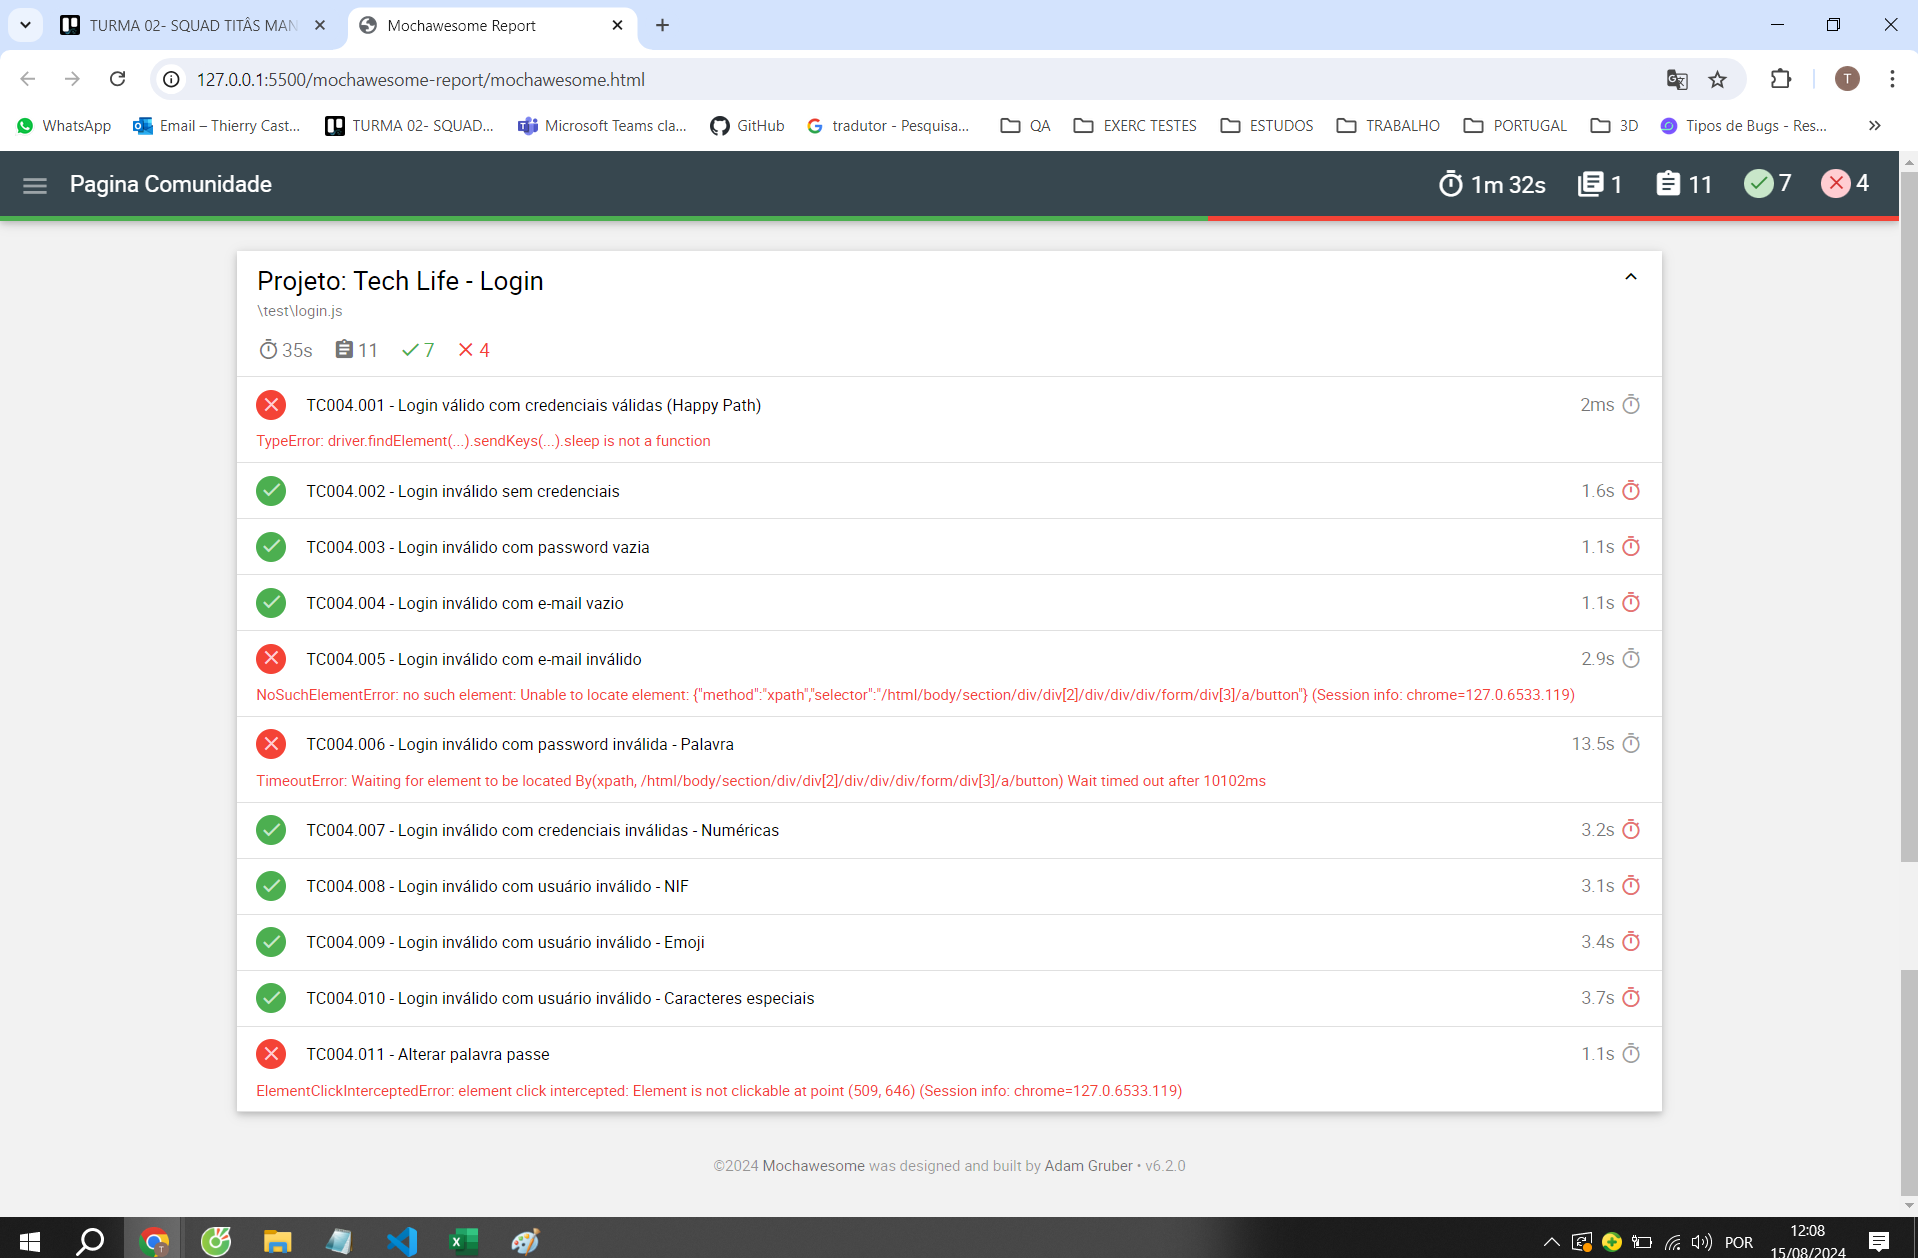 TURMA 02- SQUAD TITÂS MAN
Mochawesome Report
127.0.0.1:5500/mochawesome-report/mochawesome.html
T
WhatsApp
Email – Thierry Cast...
TURMA 02- SQUAD...
Microsoft Teams cla...
GitHub
tradutor - Pesquisa...
QA
EXERC TESTES
ESTUDOS
TRABALHO
PORTUGAL
3D
Tipos de Bugs - Res...
Pagina Comunidade
1m 32s
1
11
7
4
Projeto: Tech Life - Login
\test\login.js
35s
11
7
4
TC004.001 - Login válido com credenciais válidas (Happy Path)
2ms
TypeError: driver.findElement(...).sendKeys(...).sleep is not a function
TC004.002 - Login inválido sem credenciais
1.6s
TC004.003 - Login inválido com password vazia
1.1s
TC004.004 - Login inválido com e-mail vazio
1.1s
TC004.005 - Login inválido com e-mail inválido
2.9s
NoSuchElementError: no such element: Unable to locate element: {"method":"xpath","selector":"/html/body/section/div/div[2]/div/div/div/form/div[3]/a/button"} (Session info: chrome=127.0.6533.119)
TC004.006 - Login inválido com password inválida - Palavra
13.5s
TimeoutError: Waiting for element to be located By(xpath, /html/body/section/div/div[2]/div/div/div/form/div[3]/a/button) Wait timed out after 10102ms
TC004.007 - Login inválido com credenciais inválidas - Numéricas
3.2s
TC004.008 - Login inválido com usuário inválido - NIF
3.1s
TC004.009 - Login inválido com usuário inválido - Emoji
3.4s
TC004.010 - Login inválido com usuário inválido - Caracteres especiais
3.7s
TC004.011 - Alterar palavra passe
1.1s
ElementClickInterceptedError: element click intercepted: Element is not clickable at point (509, 646) (Session info: chrome=127.0.6533.119)
©2024 Mochawesome was designed and built by Adam Gruber • v6.2.0
POR
12:08
15/08/2024